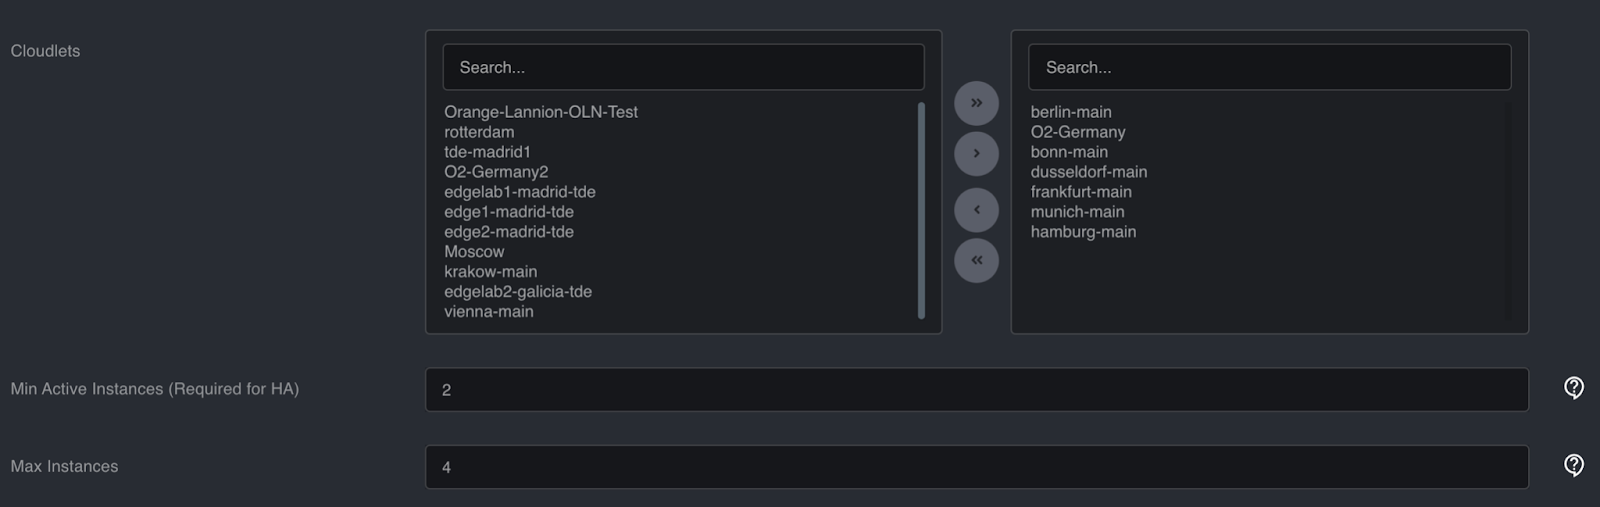 Cloudlets
Search...
Orange-Lannion-OLN-Test
rotterdam
tde-madrid1
O2-Germany2
edgelab1-madrid-tde
edge1-madrid-tde
edge2-madrid-tde
Moscow
krakow-main
edgelab2-galicia-tde
vienna-main
Search...
berlin-main
O2-Germany
bonn-main
dusseldorf-main
frankfurt-main
munich-main
hamburg-main
Min Active Instances (Required for HA)
2
Max Instances
4